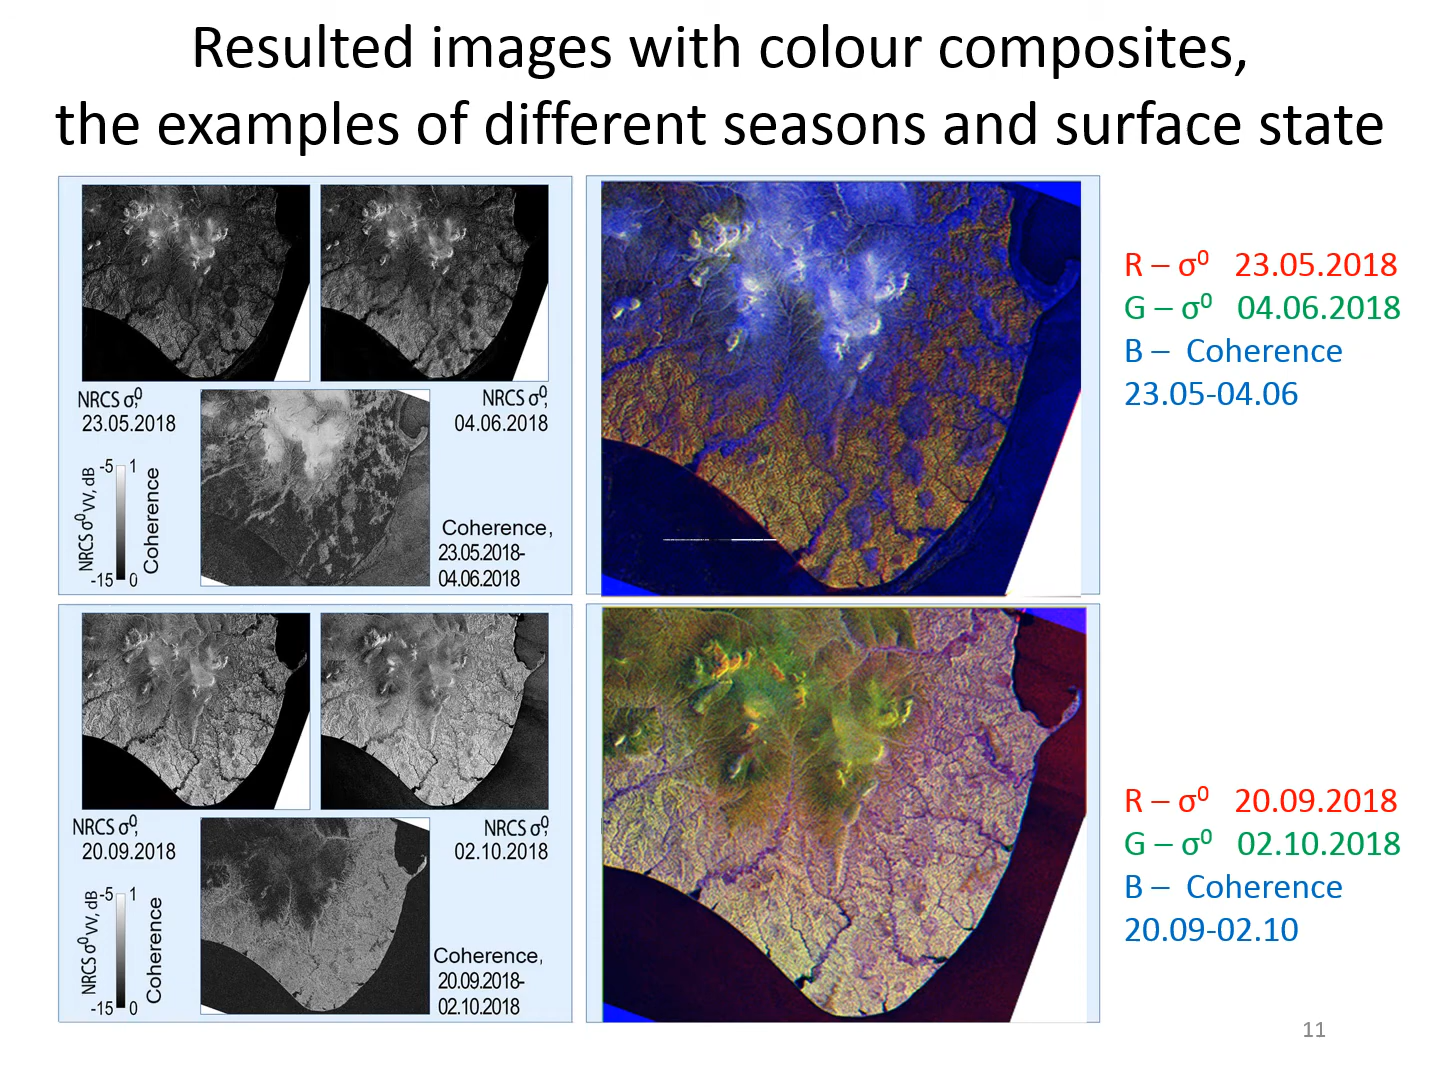 Resulted images with colour composites,
the examples of different seasons and surface state
NRCS σ⁰,
23.05.2018
NRCS σ⁰,
04.06.2018
-5 1
NRCS σ⁰VV, dB
Coherence
-15 0
Coherence,
23.05.2018-
04.06.2018
R – σ⁰ 23.05.2018
G – σ⁰ 04.06.2018
B – Coherence
23.05-04.06
NRCS σ⁰,
20.09.2018
NRCS σ⁰,
02.10.2018
-5 1
NRCS σ⁰VV, dB
Coherence
-15 0
Coherence,
20.09.2018-
02.10.2018
R – σ⁰ 20.09.2018
G – σ⁰ 02.10.2018
B – Coherence
20.09-02.10
11